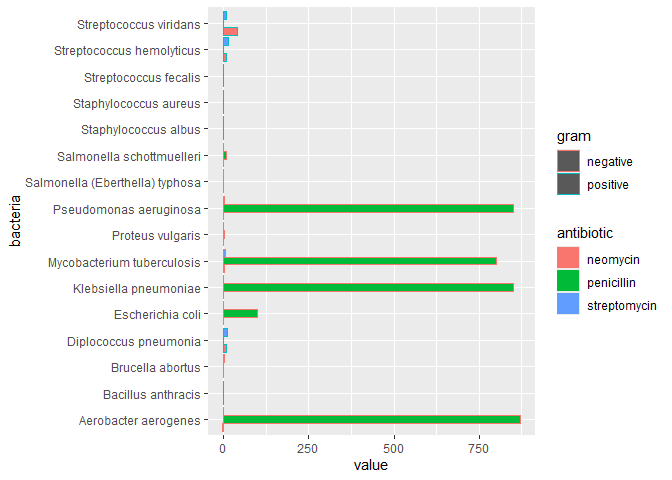 Streptococcus viridans
Streptococcus hemolyticus
Streptococcus fecalis
Staphylococcus aureus
Staphylococcus albus
Salmonella schottmuelleri
Salmonella (Eberthella) typhosa
Pseudomonas aeruginosa
Proteus vulgaris
Mycobacterium tuberculosis
Klebsiella pneumoniae
Escherichia coli
Diplococcus pneumonia
Brucella abortus
Bacillus anthracis
Aerobacter aerogenes
bacteria
0 250 500 750
value
gram
negative
positive
antibiotic
neomycin
penicillin
streptomycin